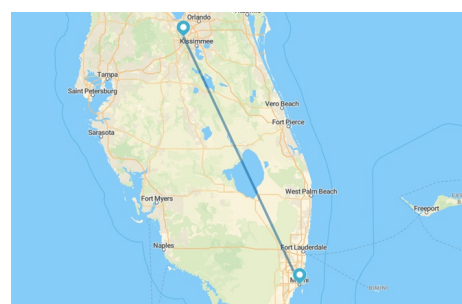 Orlando
Kissimmee
Tampa
Saint Petersburg
Vero Beach
Fort Pierce
Sarasota
West Palm Beach
Fort Myers
Freeport
Naples
Fort Lauderdale
BIMINI